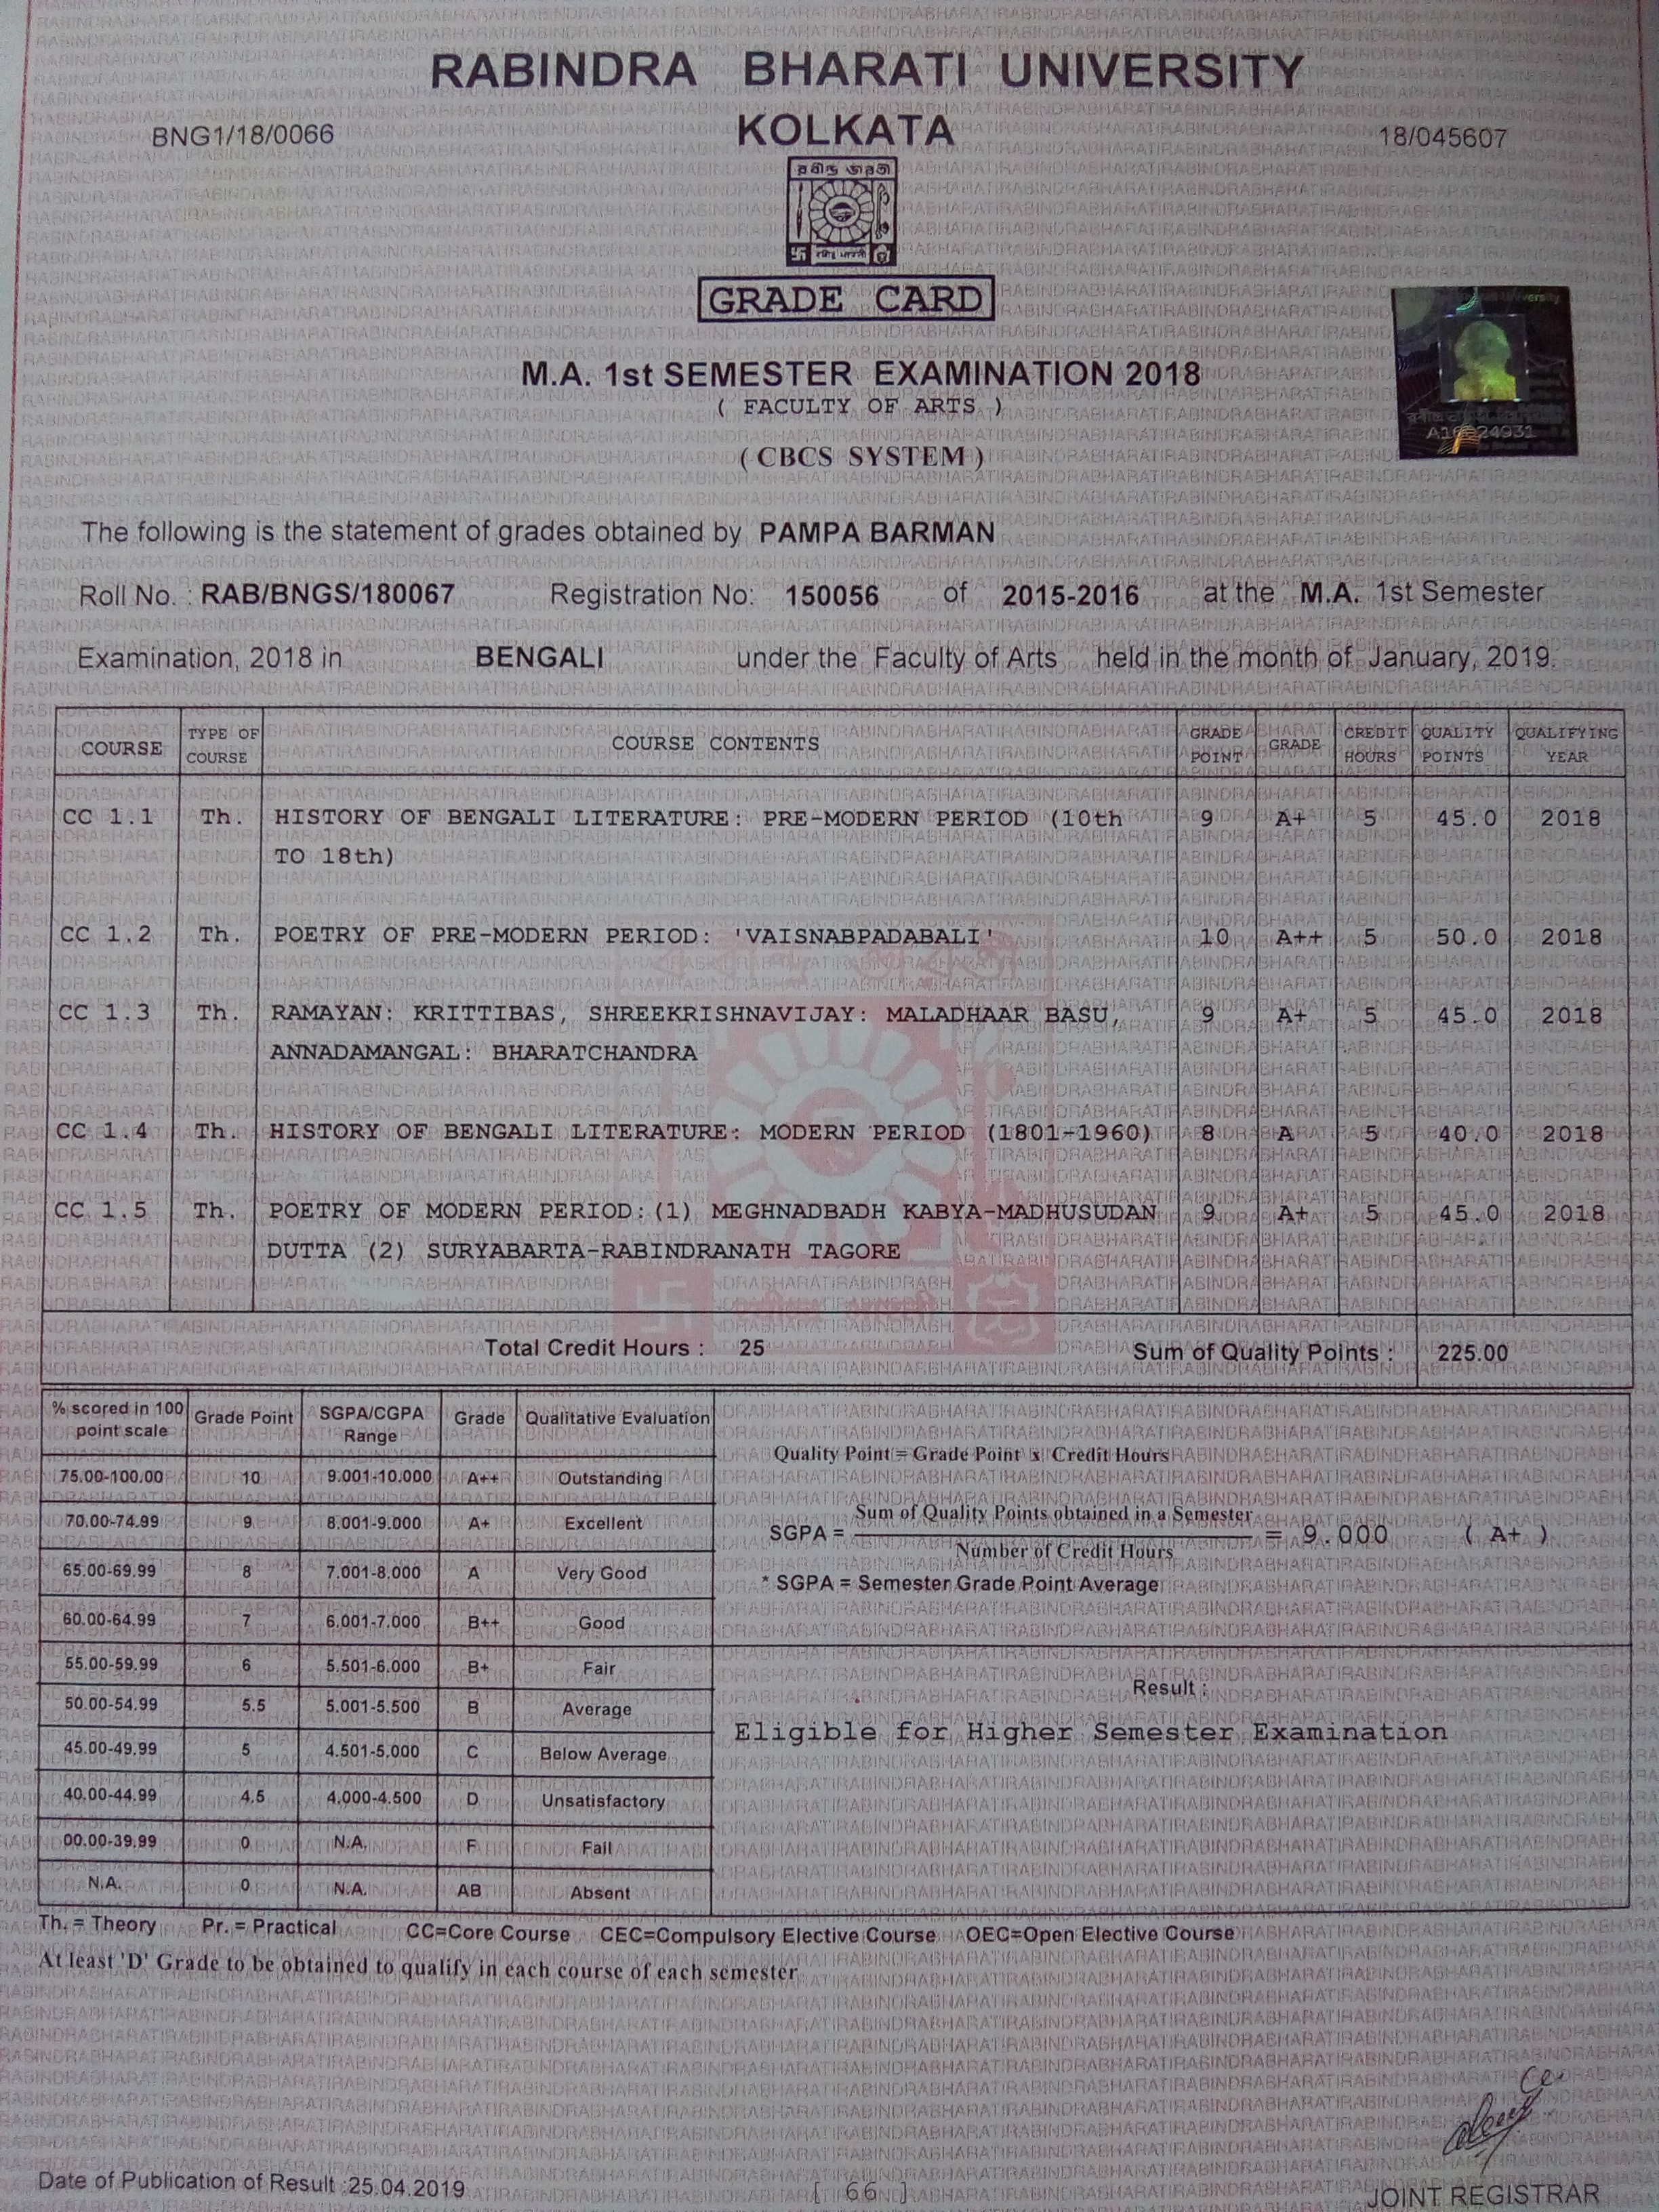 RABINDRA BHARATI UNIVERSITY
BNG1/18/0066 KOLKATA 18/045607
রবীন্দ্র ভারতী
GRADE CARD
M.A. 1st SEMESTER EXAMINATION 2018
( FACULTY OF ARTS )
( CBCS SYSTEM )
A16924931
The following is the statement of grades obtained by PAMPA BARMAN
Roll No. : RAB/BNGS/180067 Registration No: 150056 of 2015-2016 at the M.A. 1st Semester
Examination, 2018 in BENGALI under the Faculty of Arts held in the month of January, 2019.
COURSE TYPE OF COURSE COURSE CONTENTS GRADE POINT GRADE CREDIT HOURS QUALITY POINTS QUALIFYING YEAR
CC 1.1 Th. HISTORY OF BENGALI LITERATURE: PRE-MODERN PERIOD (10th 9 A+ 5 45.0 2018
TO 18th)
CC 1.2 Th. POETRY OF PRE-MODERN PERIOD: 'VAISNABPADABALI' 10 A++ 5 50.0 2018
CC 1.3 Th. RAMAYAN: KRITTIBAS, SHREEKRISHNAVIJAY: MALADHAAR BASU, 9 A+ 5 45.0 2018
ANNADAMANGAL: BHARATCHANDRA
CC 1.4 Th. HISTORY OF BENGALI LITERATURE: MODERN PERIOD (1801-1960) 8 A 5 40.0 2018
CC 1.5 Th. POETRY OF MODERN PERIOD:(1) MEGHNADBADH KABYA-MADHUSUDAN 9 A+ 5 45.0 2018
DUTTA (2) SURYABARTA-RABINDRANATH TAGORE
Total Credit Hours : 25 Sum of Quality Points : 225.00
% scored in 100 point scale Grade Point SGPA/CGPA Range Grade Qualitative Evaluation
75.00-100.00 10 9.001-10.000 A++ Outstanding
70.00-74.99 9 8.001-9.000 A+ Excellent
65.00-69.99 8 7.001-8.000 A Very Good
60.00-64.99 7 6.001-7.000 B++ Good
55.00-59.99 6 5.501-6.000 B+ Fair
50.00-54.99 5.5 5.001-5.500 B Average
45.00-49.99 5 4.501-5.000 C Below Average
40.00-44.99 4.5 4.000-4.500 D Unsatisfactory
00.00-39.99 0 N.A. F Fail
N.A. 0 N.A. AB Absent
Quality Point = Grade Point x Credit Hours
Sum of Quality Points obtained in a Semester
SGPA = = 9.000 ( A+ )
Number of Credit Hours
* SGPA = Semester Grade Point Average
Result :
Eligible for Higher Semester Examination
Th. = Theory Pr. = Practical CC=Core Course CEC=Compulsory Elective Course OEC=Open Elective Course
At least 'D' Grade to be obtained to qualify in each course of each semester
Date of Publication of Result :25.04.2019 [ 66 ] JOINT REGISTRAR